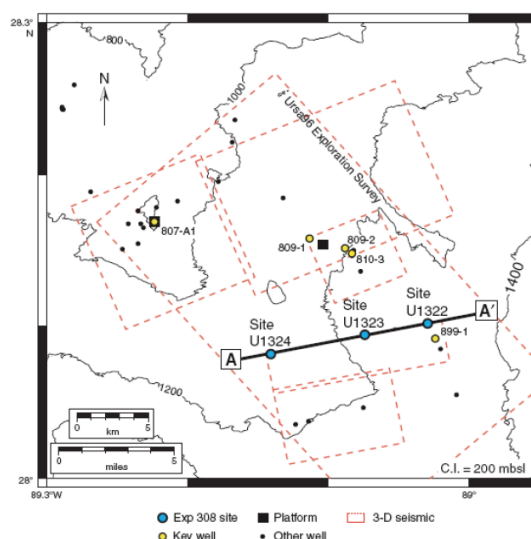 28.3°
N
800
N
1000
Ursa96 Exploration Survey
807-A1
809-1
809-2
810-3
1400
Site
U1322
Site
U1323
Site
U1324
A
A′
899-1
1200
0 5
km
0 5
miles
28°
C.I. = 200 mbsl
89.3°W
89°
Exp 308 site
Platform
3-D seismic
Key well
Other well